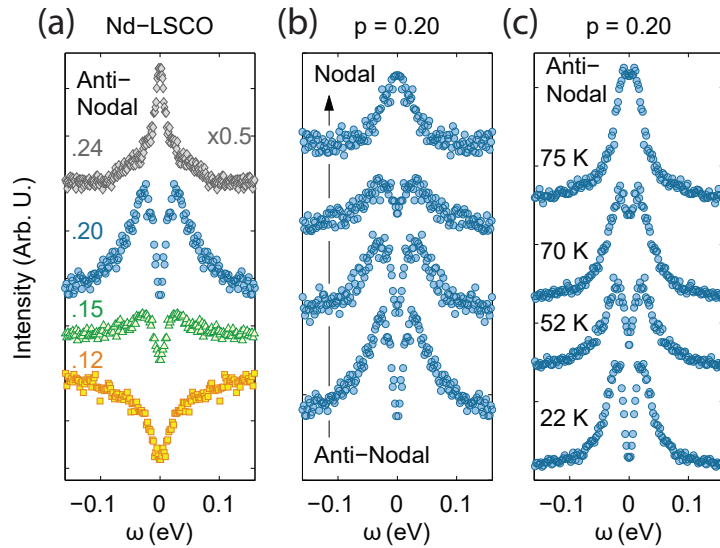 (a) Nd−LSCO
Anti−
Nodal
.24
x0.5
.20
.15
.12
Intensity (Arb. U.)
−0.1 0 0.1
ω (eV)
(b) p = 0.20
Nodal
Anti−Nodal
−0.1 0 0.1
ω (eV)
(c) p = 0.20
Anti−
Nodal
75 K
70 K
52 K
22 K
−0.1 0 0.1
ω (eV)